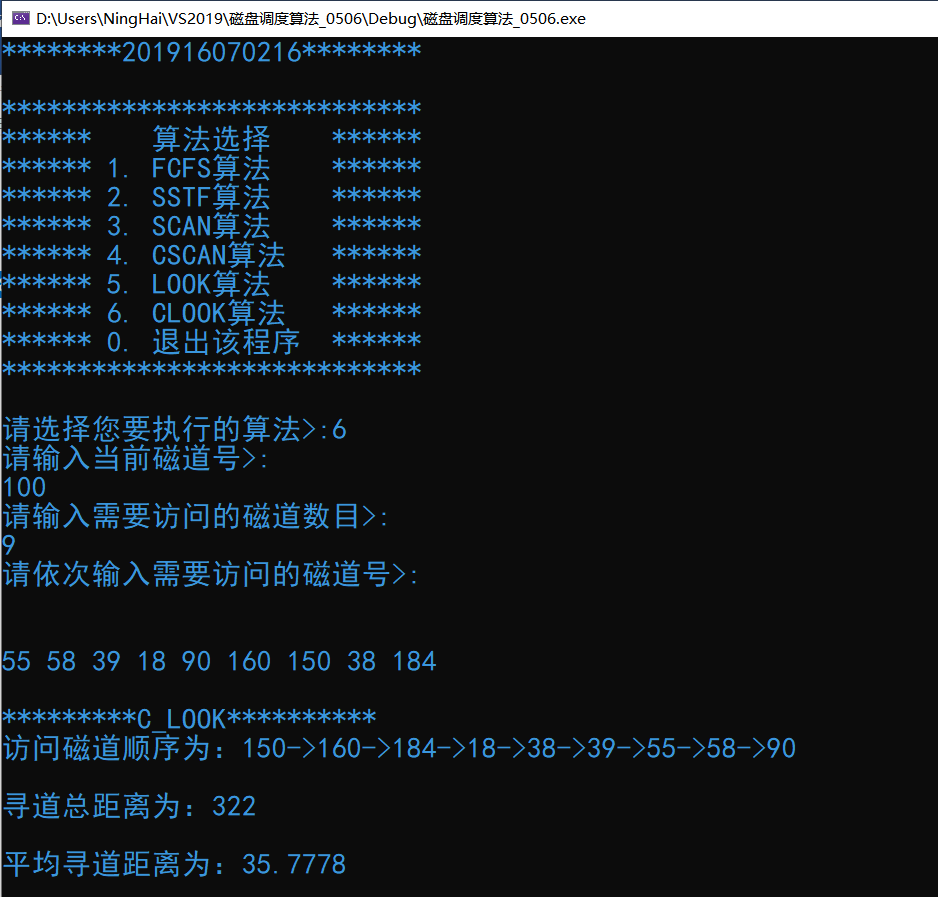 D:\Users\NingHai\VS2019\磁盘调度算法_0506\Debug\磁盘调度算法_0506.exe
********201916070216********
****************************
******    算法选择    ******
****** 1. FCFS算法    ******
****** 2. SSTF算法    ******
****** 3. SCAN算法    ******
****** 4. CSCAN算法   ******
****** 5. LOOK算法    ******
****** 6. CLOOK算法   ******
****** 0. 退出该程序  ******
****************************
请选择您要执行的算法>:6
请输入当前磁道号>:
100
请输入需要访问的磁道数目>:
9
请依次输入需要访问的磁道号>:
55 58 39 18 90 160 150 38 184
*********C_LOOK**********
访问磁道顺序为：150->160->184->18->38->39->55->58->90
寻道总距离为：322
平均寻道距离为：35.7778